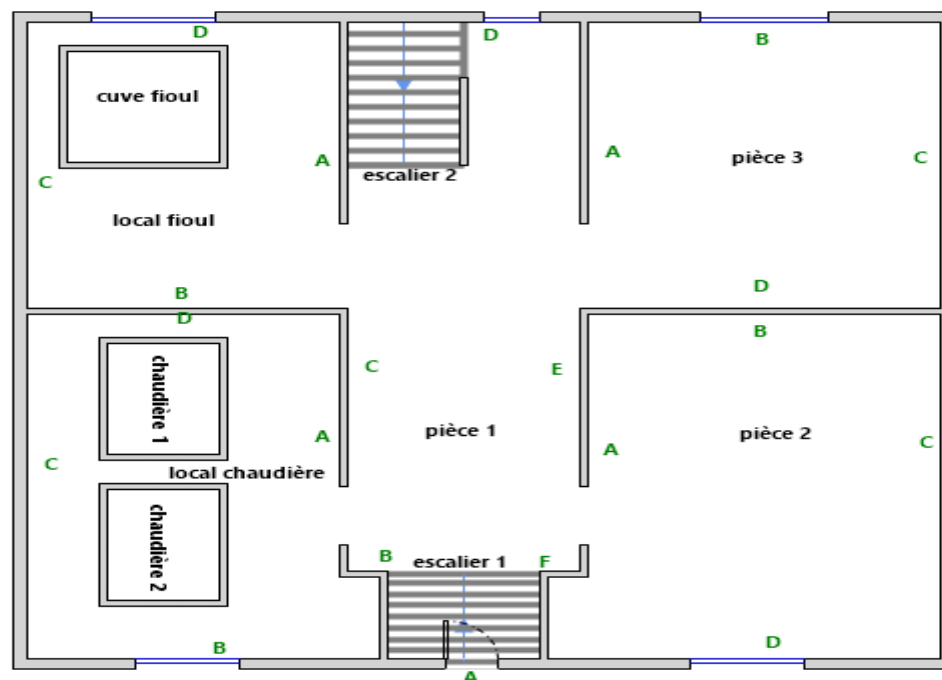 D
D
B
cuve fioul
A
A
pièce 3
C
escalier 2
C
local fioul
B
D
D
B
C
E
chaudière 1
A
pièce 1
A
pièce 2
C
C
local chaudière
chaudière 2
B
escalier 1
F
B
D
A